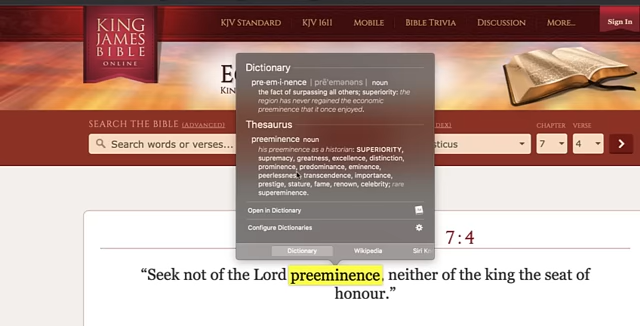 KING
JAMES
BIBLE
ONLINE
KJV STANDARD
KJV 1611
MOBILE
BIBLE TRIVIA
DISCUSSION
MORE...
Sign In
SEARCH THE BIBLE (ADVANCED)
Search words or verses...
CHAPTER
VERSE
7
4
Dictionary
pre·em·i·nence | prēˈemənəns | noun
the fact of surpassing all others; superiority: the
region has never regained the economic
preeminence that it once enjoyed.
Thesaurus
preeminence noun
his preeminence as a historian: SUPERIORITY,
supremacy, greatness, excellence, distinction,
prominence, predominance, eminence,
peerlessness, transcendence, importance,
prestige, stature, fame, renown, celebrity; rare
supereminence.
Open in Dictionary
Configure Dictionaries
Dictionary
Wikipedia
7:4
“Seek not of the Lord preeminence, neither of the king the seat of
honour.”